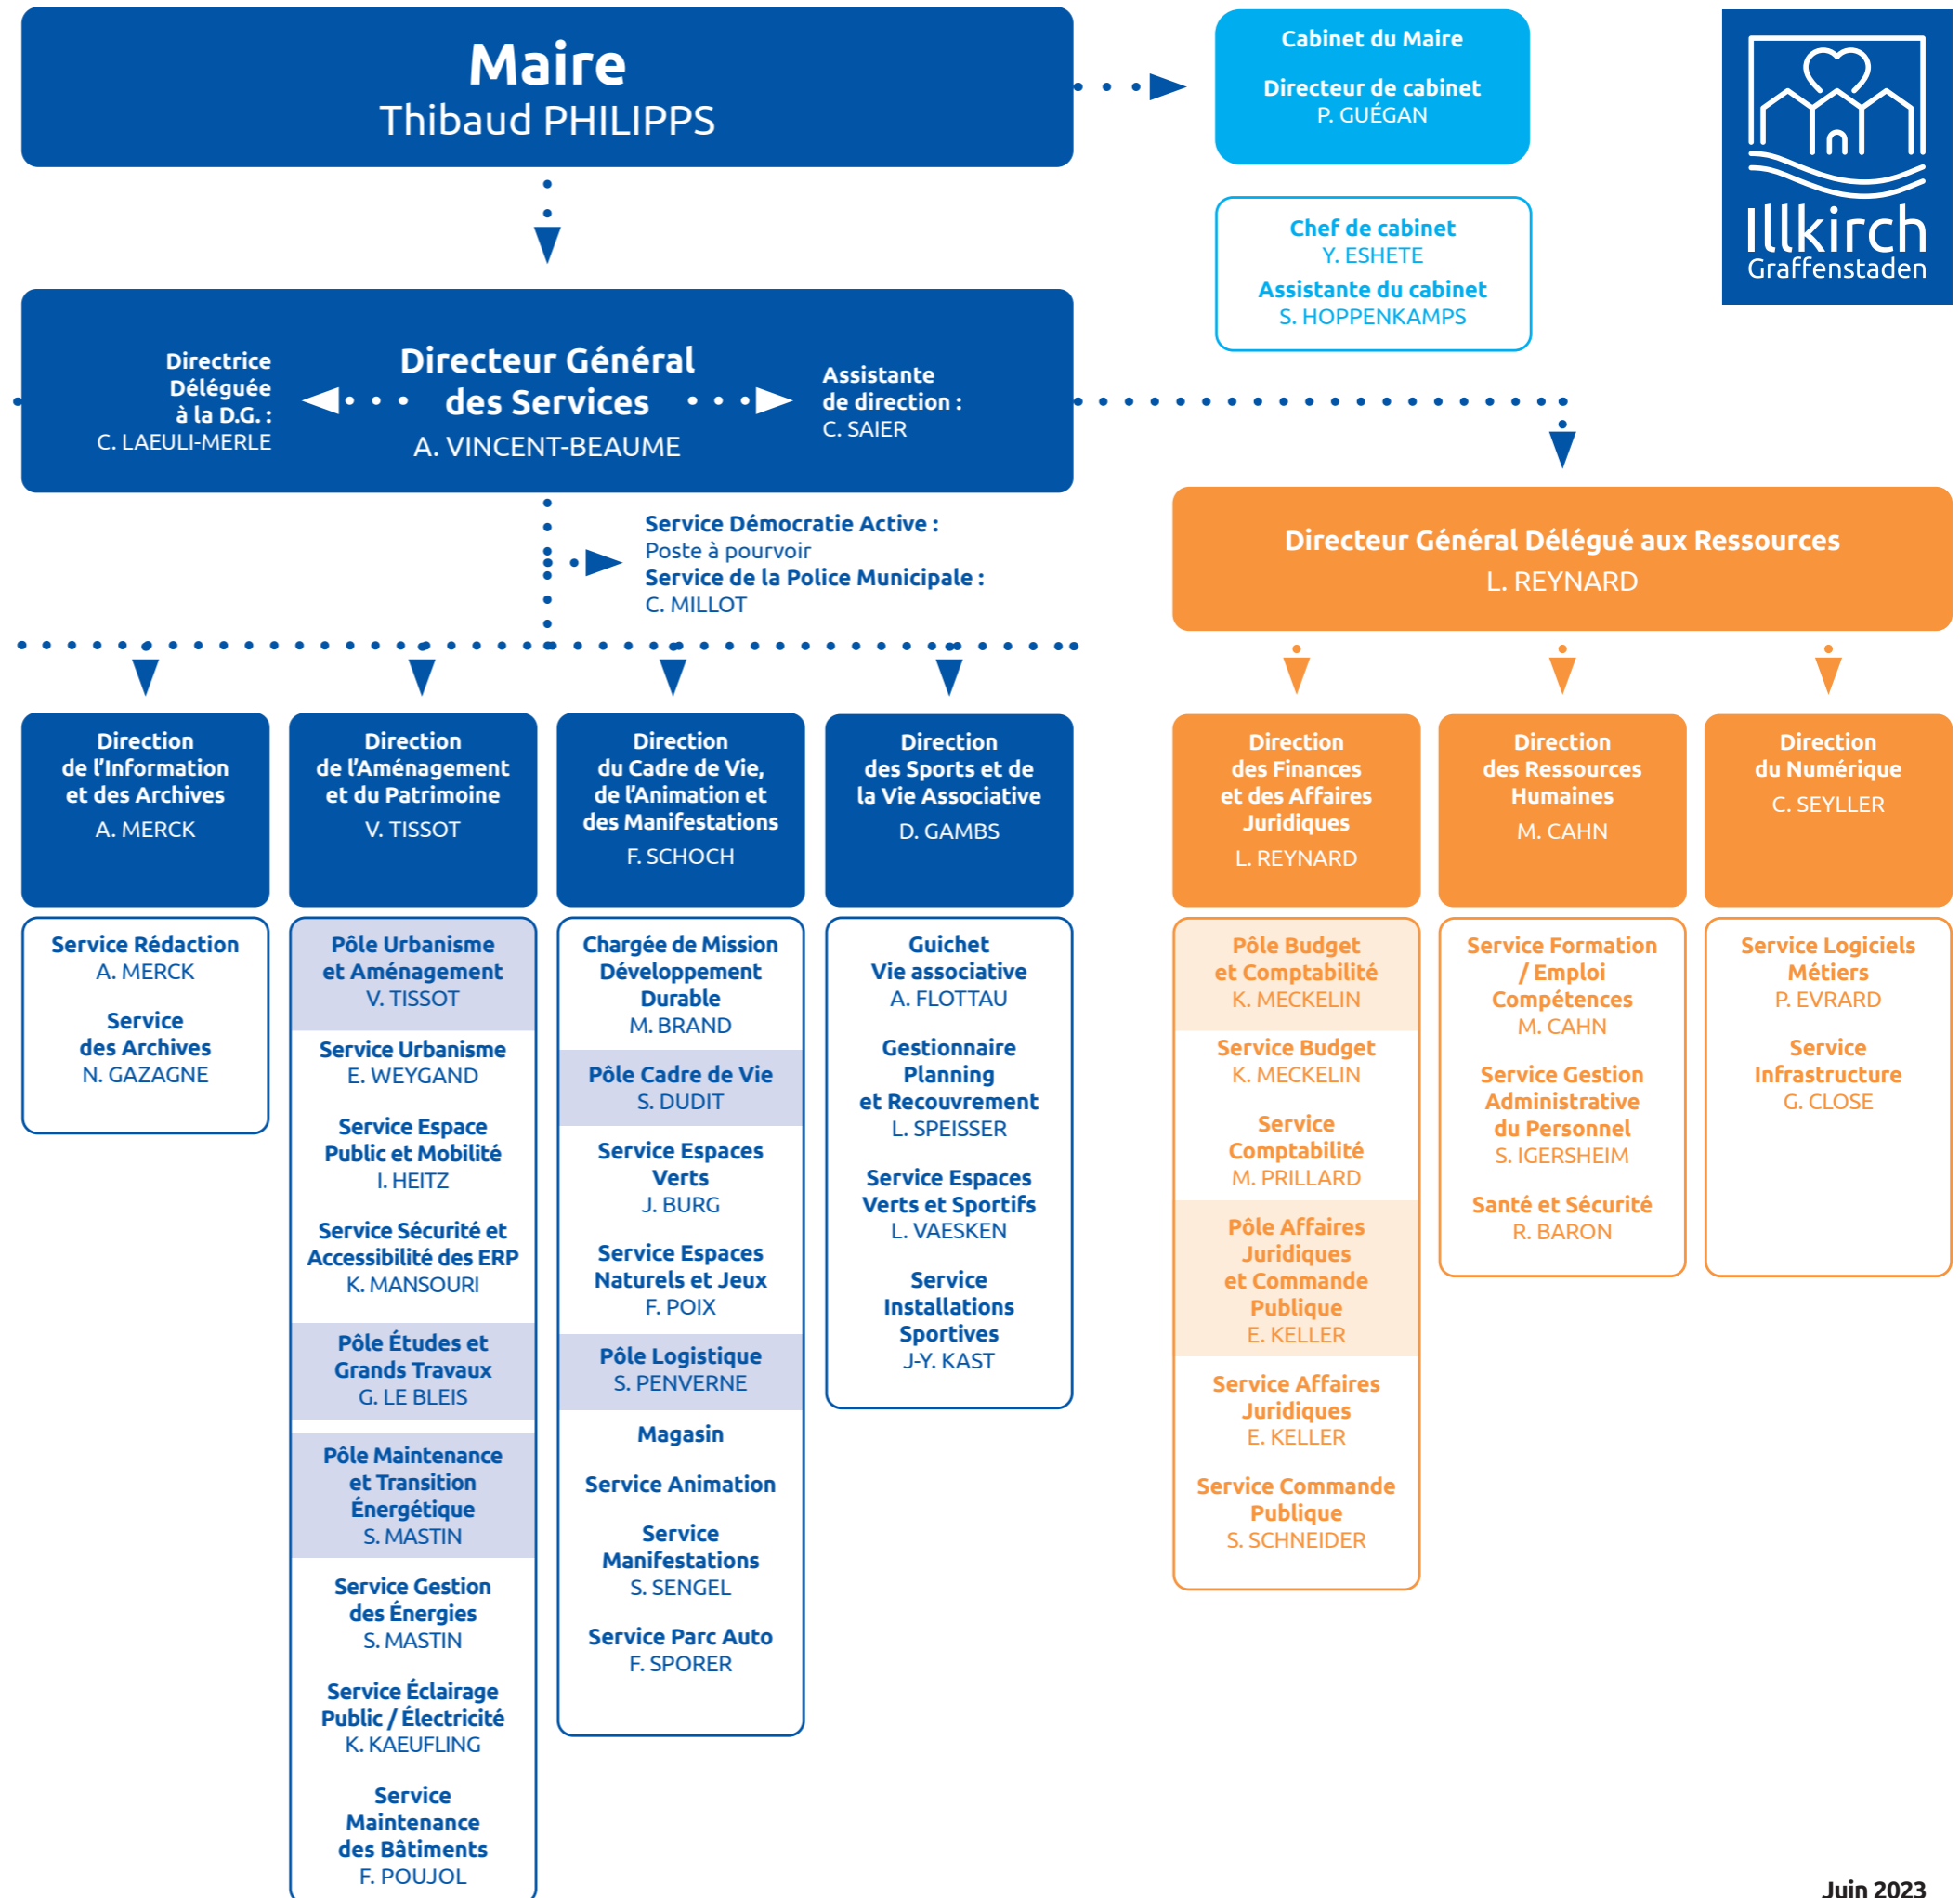 Maire
Thibaud PHILIPPS
Cabinet du Maire
Directeur de cabinet
P. GUÉGAN
Chef de cabinet
Y. ESHETE
Assistante du cabinet
S. HOPPENKAMPS
Illkirch
Graffenstaden
Directrice
Déléguée
à la D.G. :
C. LAEULI-MERLE
Directeur Général
des Services
A. VINCENT-BEAUME
Assistante
de direction :
C. SAIER
Service Démocratie Active :
Poste à pourvoir
Service de la Police Municipale :
C. MILLOT
Directeur Général Délégué aux Ressources
L. REYNARD
Direction
de l'Information
et des Archives
A. MERCK
Service Rédaction
A. MERCK
Service
des Archives
N. GAZAGNE
Direction
de l'Aménagement
et du Patrimoine
V. TISSOT
Pôle Urbanisme
et Aménagement
V. TISSOT
Service Urbanisme
E. WEYGAND
Service Espace
Public et Mobilité
I. HEITZ
Service Sécurité et
Accessibilité des ERP
K. MANSOURI
Pôle Études et
Grands Travaux
G. LE BLEIS
Pôle Maintenance
et Transition
Énergétique
S. MASTIN
Service Gestion
des Énergies
S. MASTIN
Service Éclairage
Public / Électricité
K. KAEUFLING
Service
Maintenance
des Bâtiments
F. POUJOL
Direction
du Cadre de Vie,
de l'Animation et
des Manifestations
F. SCHOCH
Chargée de Mission
Développement
Durable
M. BRAND
Pôle Cadre de Vie
S. DUDIT
Service Espaces
Verts
J. BURG
Service Espaces
Naturels et Jeux
F. POIX
Pôle Logistique
S. PENVERNE
Magasin
Service Animation
Service
Manifestations
S. SENGEL
Service Parc Auto
F. SPORER
Direction
des Sports et de
la Vie Associative
D. GAMBS
Guichet
Vie associative
A. FLOTTAU
Gestionnaire
Planning
et Recouvrement
L. SPEISSER
Service Espaces
Verts et Sportifs
L. VAESKEN
Service
Installations
Sportives
J-Y. KAST
Direction
des Finances
et des Affaires
Juridiques
L. REYNARD
Pôle Budget
et Comptabilité
K. MECKELIN
Service Budget
K. MECKELIN
Service
Comptabilité
M. PRILLARD
Pôle Affaires
Juridiques
et Commande
Publique
E. KELLER
Service Affaires
Juridiques
E. KELLER
Service Commande
Publique
S. SCHNEIDER
Direction
des Ressources
Humaines
M. CAHN
Service Formation
/ Emploi
Compétences
M. CAHN
Service Gestion
Administrative
du Personnel
S. IGERSHEIM
Santé et Sécurité
R. BARON
Direction
du Numérique
C. SEYLLER
Service Logiciels
Métiers
P. EVRARD
Service
Infrastructure
G. CLOSE
Juin 2023